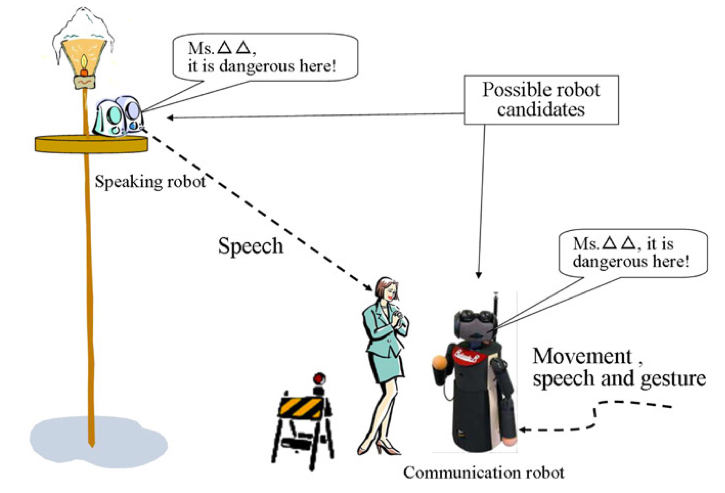 Ms.△△,
it is dangerous here!
Possible robot
candidates
Speaking robot
Speech
Ms.△△, it is
dangerous here!
Movement ,
speech and gesture
Communication robot